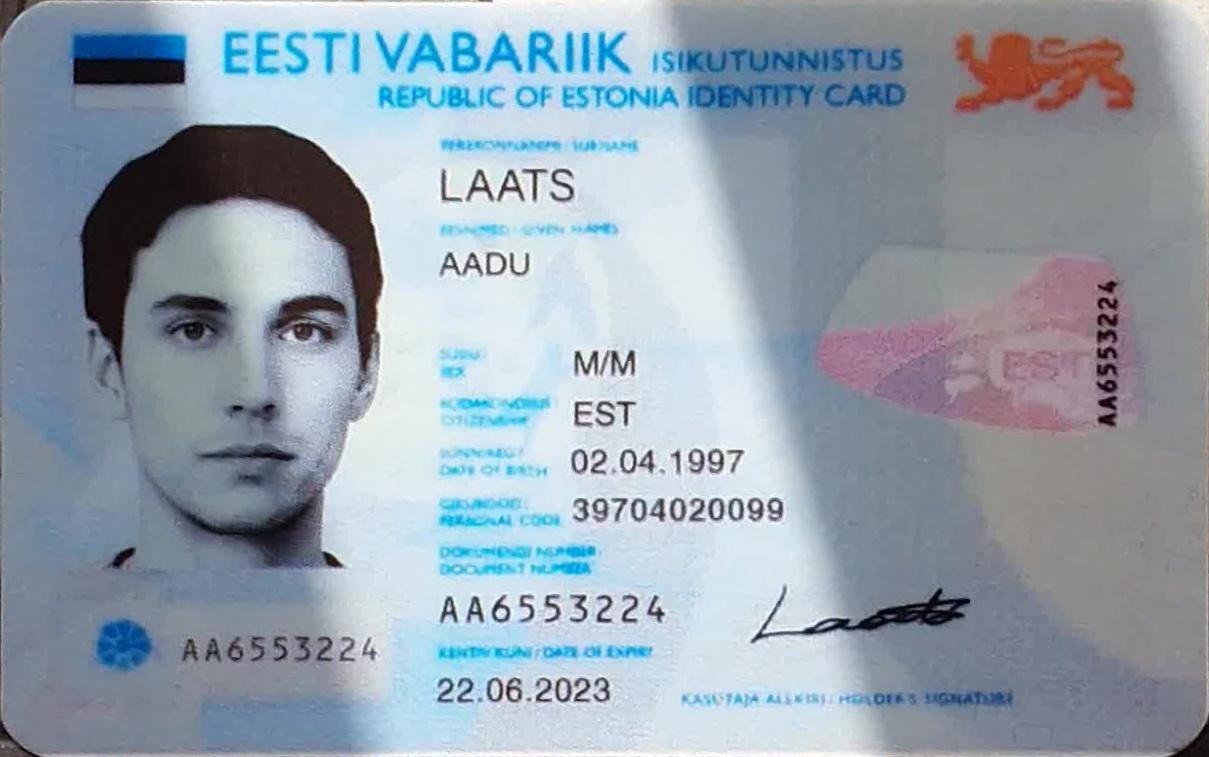 EESTI VABARIIK ISIKUTUNNISTUS
REPUBLIC OF ESTONIA IDENTITY CARD
PEREKONNANIMI / SURNAME
LAATS
EESNIMED / GIVEN NAMES
AADU
SUGU /
SEX
M/M
KODAKONDSUS /
CITIZENSHIP
EST
SÜNNIAEG /
DATE OF BIRTH
02.04.1997
ISIKUKOOD /
PERSONAL CODE
39704020099
DOKUMENDI NUMBER /
DOCUMENT NUMBER
AA6553224
KEHTIV KUNI / DATE OF EXPIRY
22.06.2023
AA6553224
Laats
KASUTAJA ALLKIRI / HOLDER'S SIGNATURE
AA6553224